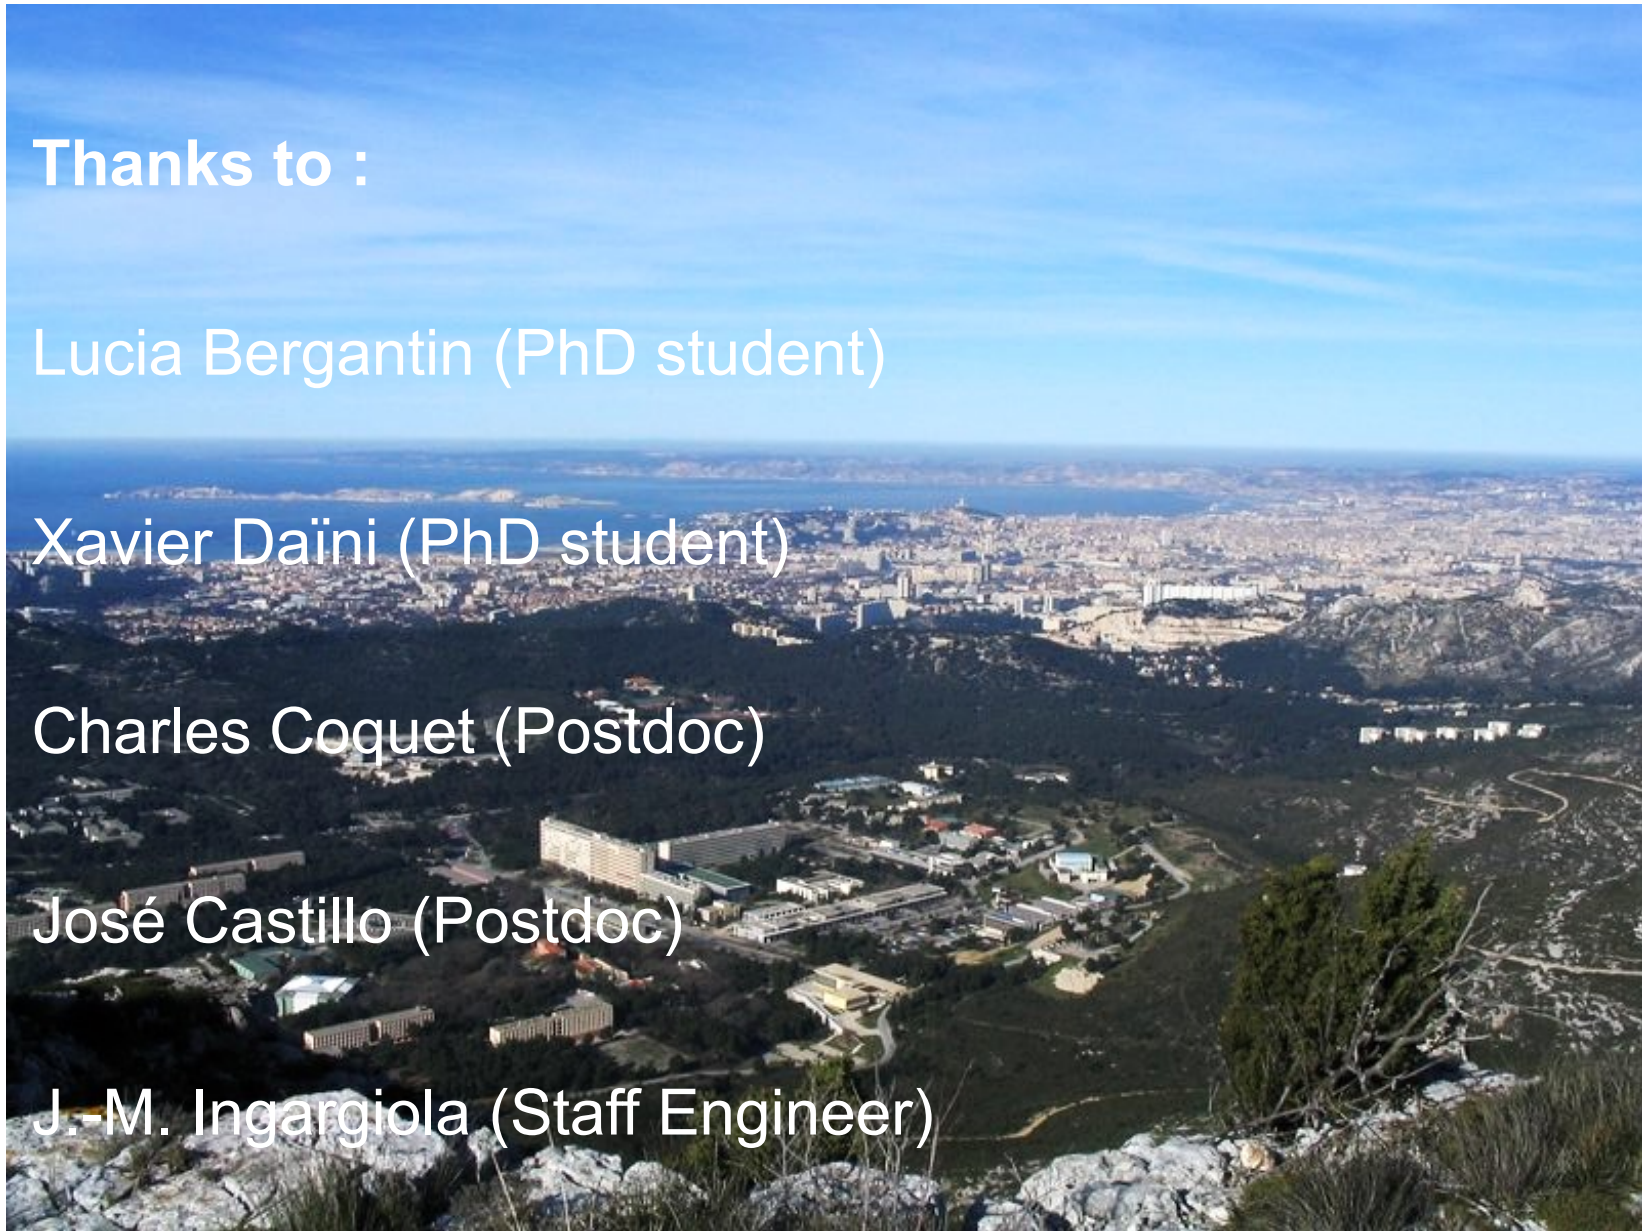 Thanks to :
Lucia Bergantin (PhD student)
Xavier Daïni (PhD student)
Charles Coquet (Postdoc)
José Castillo (Postdoc)
J.-M. Ingargiola (Staff Engineer)